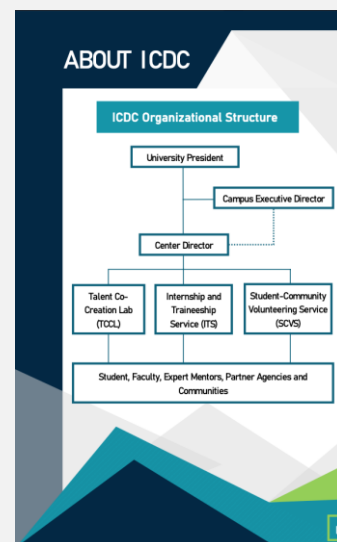 ABOUT ICDC
ICDC Organizational Structure
University President
Campus Executive Director
Center Director
Talent Co-
Creation Lab
(TCCL)
Internship and
Traineeship
Service (ITS)
Student-Community
Volunteering Service
(SCVS)
Student, Faculty, Expert Mentors, Partner Agencies and
Communities